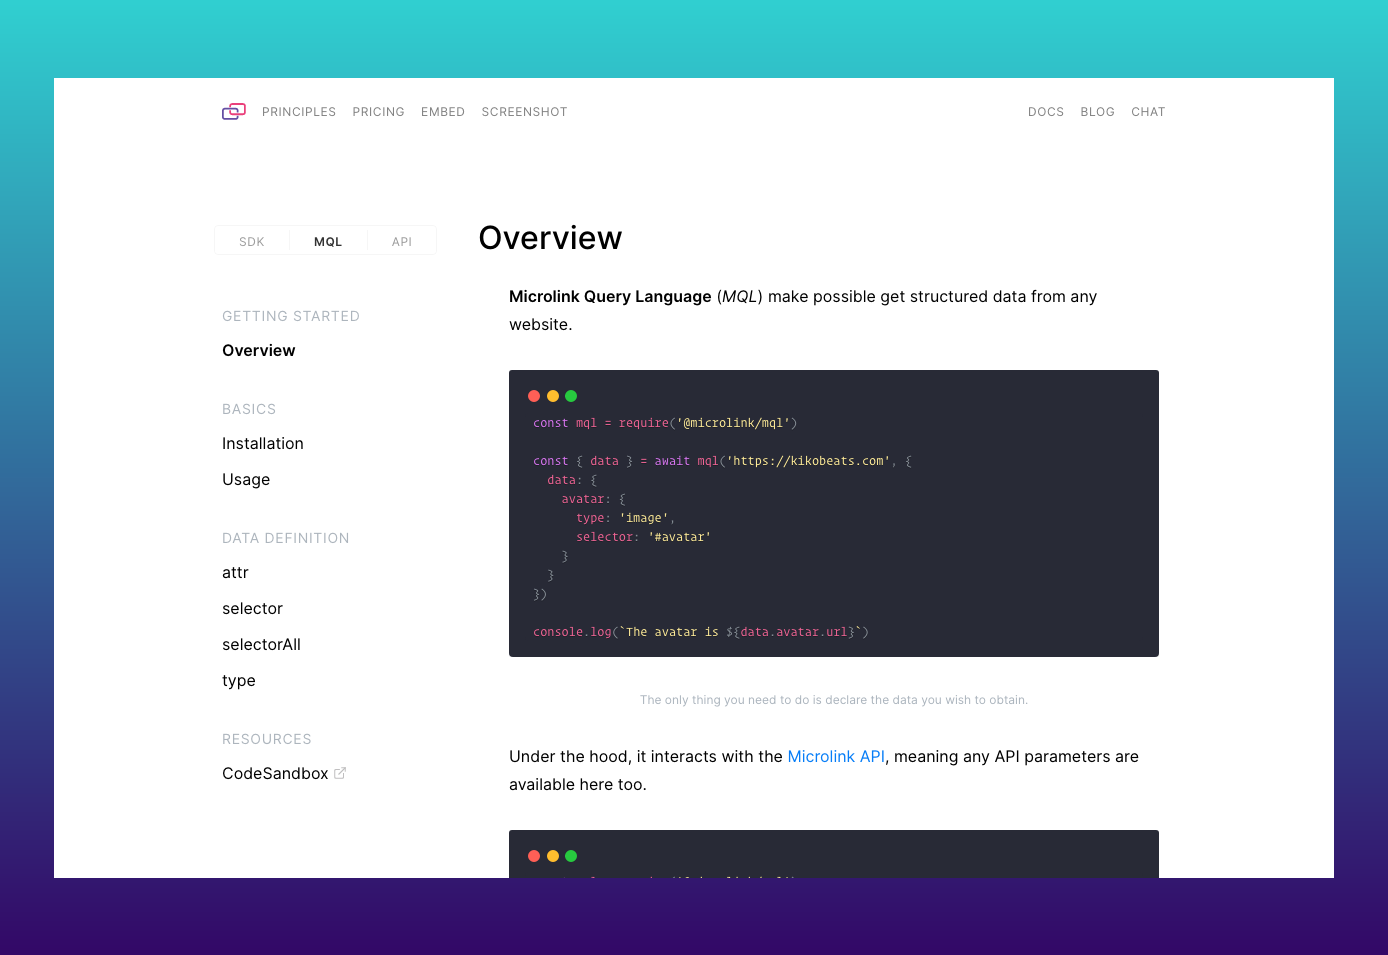 PRINCIPLES PRICING EMBED SCREENSHOT DOCS BLOG CHAT
SDK MQL API
GETTING STARTED
Overview
BASICS
Installation
Usage
DATA DEFINITION
attr
selector
selectorAll
type
RESOURCES
CodeSandbox
Overview
Microlink Query Language (MQL) make possible get structured data from any
website.
const mql = require('@microlink/mql')
const { data } = await mql('https://kikobeats.com', {
data: {
avatar: {
type: 'image',
selector: '#avatar'
}
}
})
console.log(`The avatar is ${data.avatar.url}`)
The only thing you need to do is declare the data you wish to obtain.
Under the hood, it interacts with the Microlink API, meaning any API parameters are
available here too.